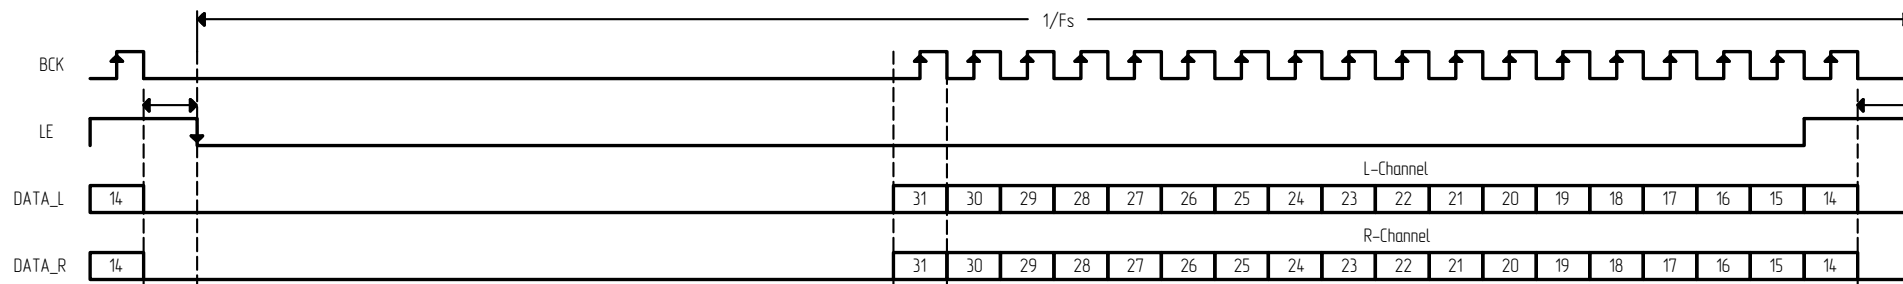 1/Fs
BCK
LE
L-Channel
DATA_L 14 31 30 29 28 27 26 25 24 23 22 21 20 19 18 17 16 15 14
R-Channel
DATA_R 14 31 30 29 28 27 26 25 24 23 22 21 20 19 18 17 16 15 14